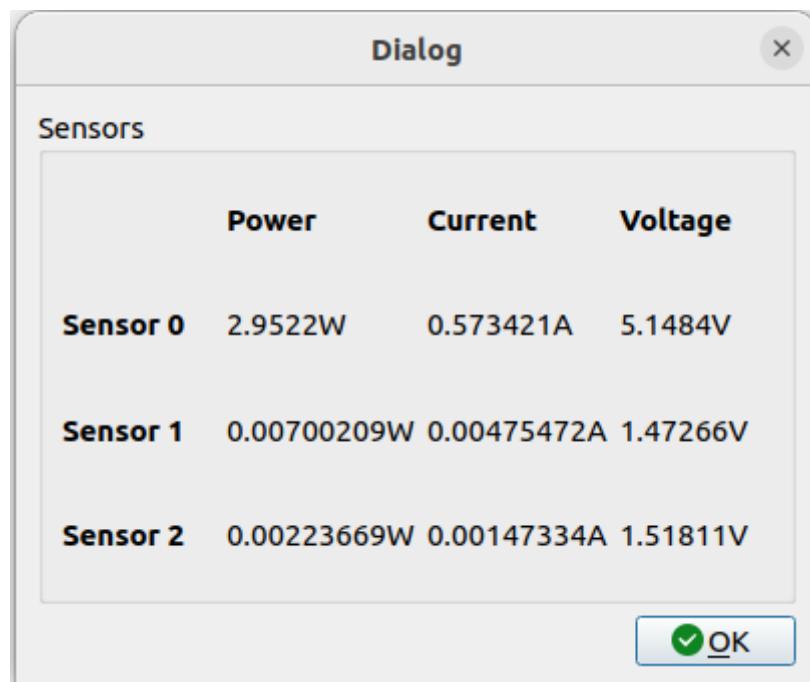 Dialog
Sensors
Power Current Voltage
Sensor 0 2.9522W 0.573421A 5.1484V
Sensor 1 0.00700209W 0.00475472A 1.47266V
Sensor 2 0.00223669W 0.00147334A 1.51811V
OK